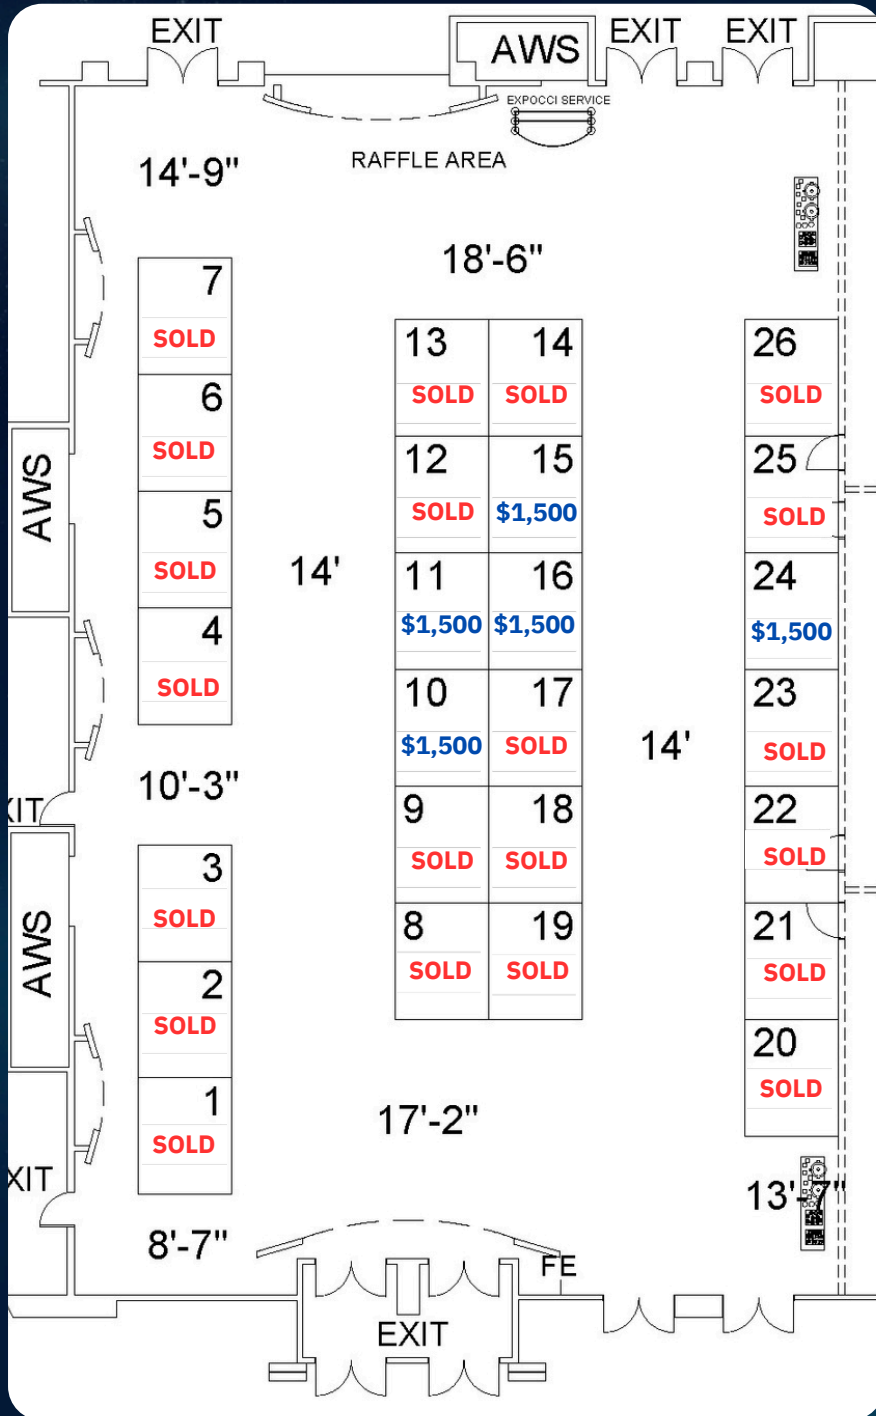 EXIT
EXIT
EXIT
AWS
EXPOCCI SERVICE
RAFFLE AREA
14'-9"
18'-6"
7
SOLD
6
SOLD
5
SOLD
4
SOLD
AWS
14'
13
SOLD
14
SOLD
12
SOLD
15
$1,500
11
$1,500
16
$1,500
10
$1,500
17
SOLD
9
SOLD
18
SOLD
8
SOLD
19
SOLD
26
SOLD
25
SOLD
24
$1,500
23
SOLD
22
SOLD
21
SOLD
20
SOLD
14'
10'-3"
XIT
3
SOLD
2
SOLD
1
SOLD
AWS
XIT
17'-2"
13'-7"
8'-7"
FE
EXIT